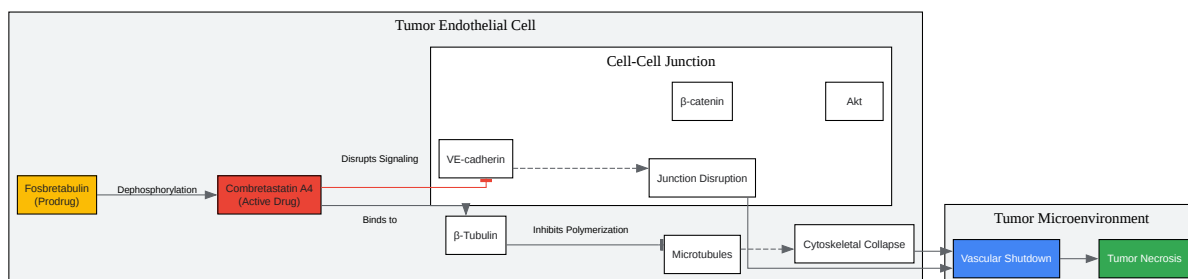 Tumor Endothelial Cell
Cell-Cell Junction
β-catenin
Akt
Disrupts Signaling
VE-cadherin
Junction Disruption
Fosbretabulin
(Prodrug)
Dephosphorylation
Combretastatin A4
(Active Drug)
Binds to
β-Tubulin
Inhibits Polymerization
Microtubules
Cytoskeletal Collapse
Tumor Microenvironment
Vascular Shutdown
Tumor Necrosis